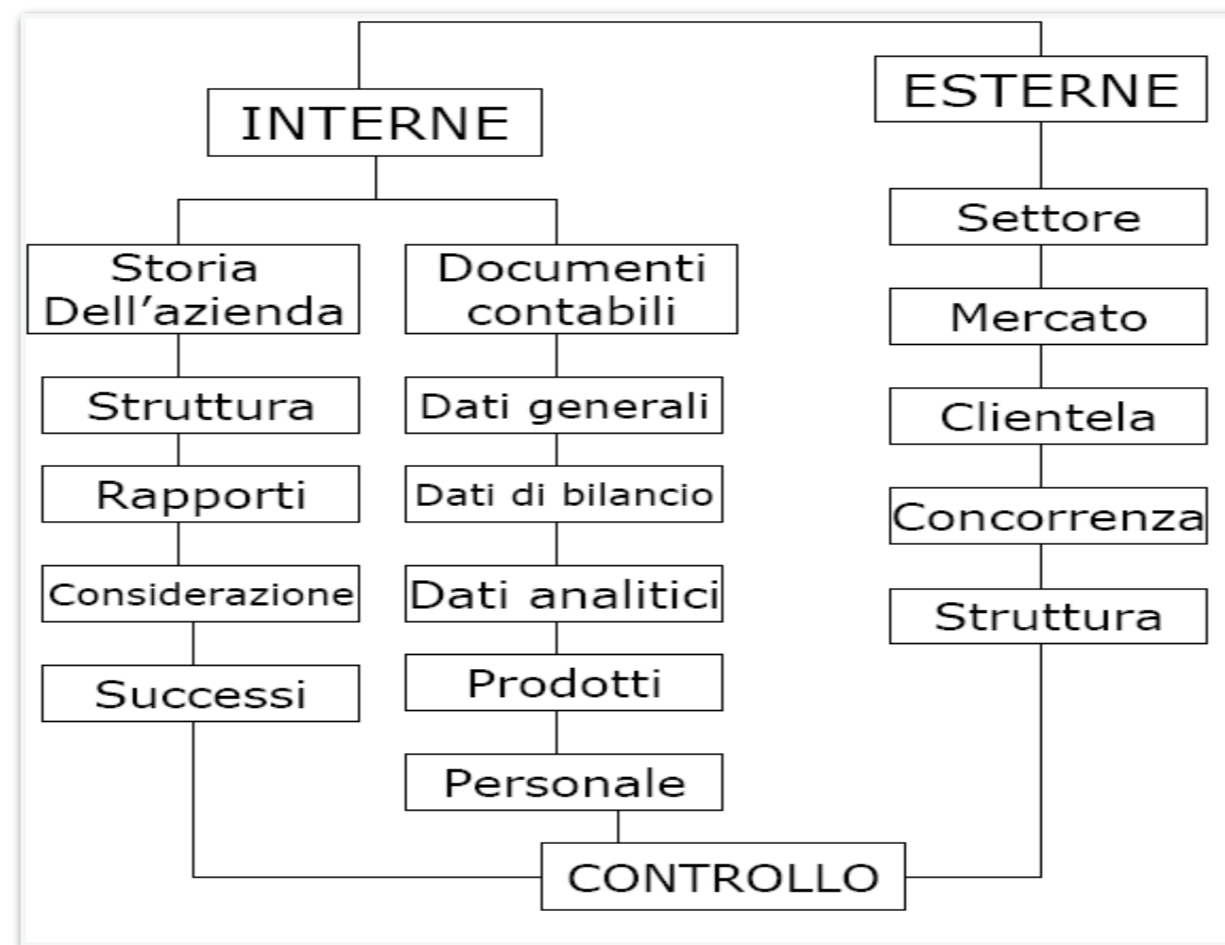 INTERNE
ESTERNE
Storia
Dell'azienda
Struttura
Rapporti
Considerazione
Successi
Documenti
contabili
Dati generali
Dati di bilancio
Dati analitici
Prodotti
Personale
Settore
Mercato
Clientela
Concorrenza
Struttura
CONTROLLO